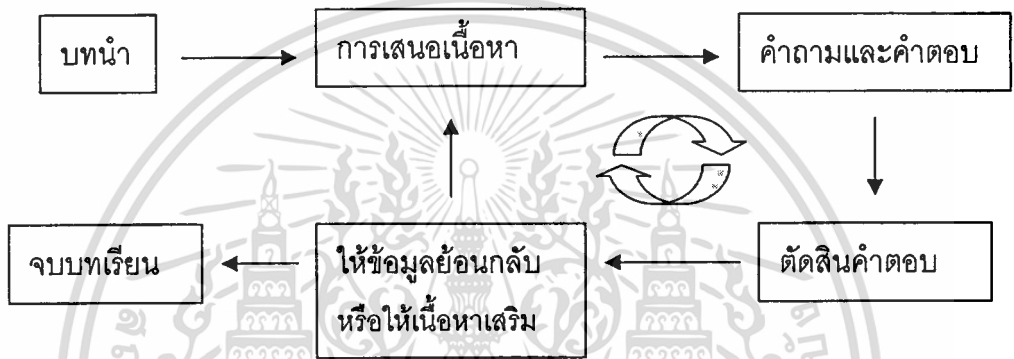 บทนำ
การเสนอเนื้อหา
คำถามและคำตอบ
จบบทเรียน
ให้ข้อมูลย้อนกลับ
หรือให้เนื้อหาเสริม
ตัดสินคำตอบ